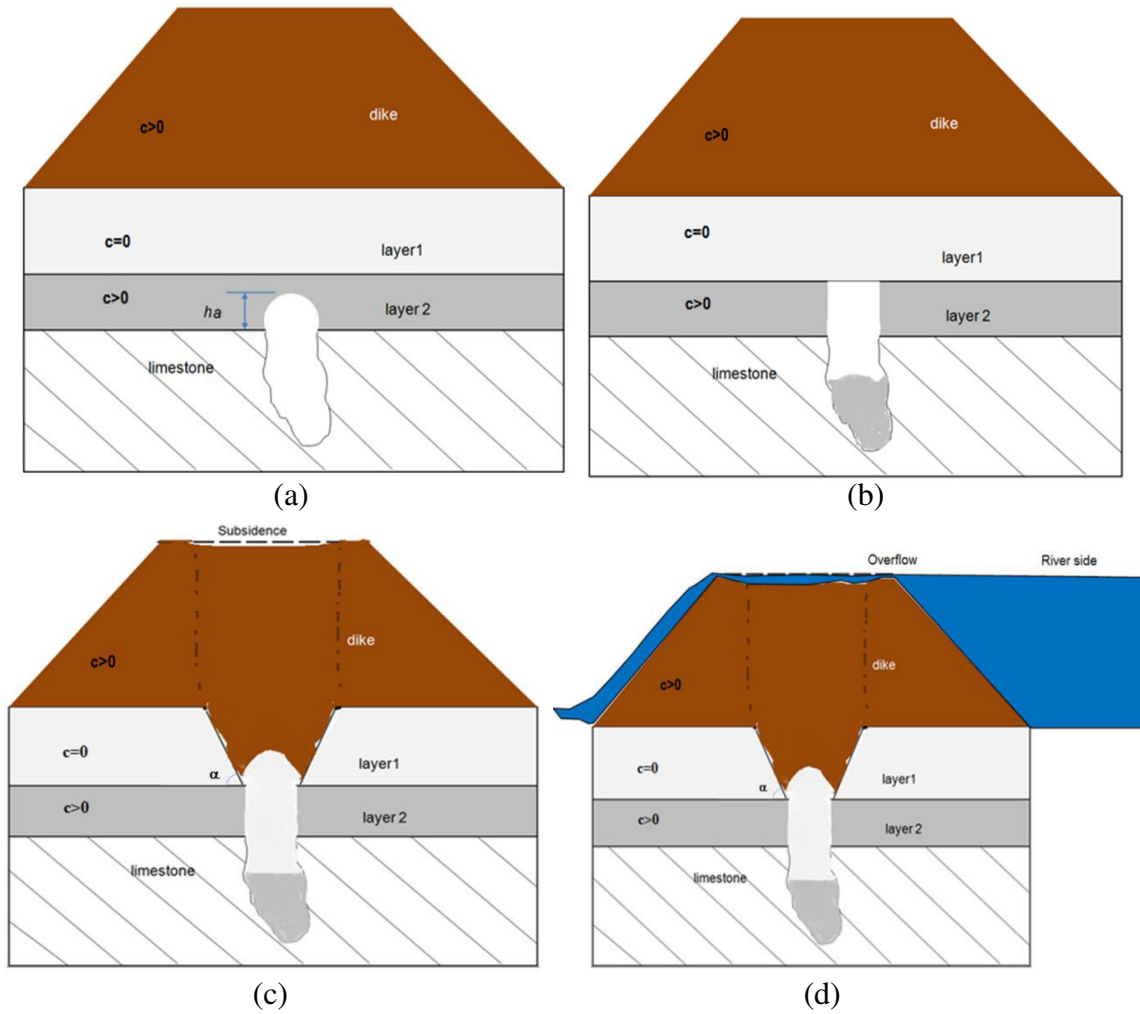 dike
c>0
c=0
layer1
c>0
ha
layer 2
limestone
(a)
dike
c>0
c=0
layer1
c>0
layer 2
limestone
(b)
Subsidence
dike
c>0
c=0
layer1
α
c>0
layer 2
limestone
(c)
Overflow
River side
dike
c>0
c=0
layer1
α
c>0
layer 2
limestone
(d)